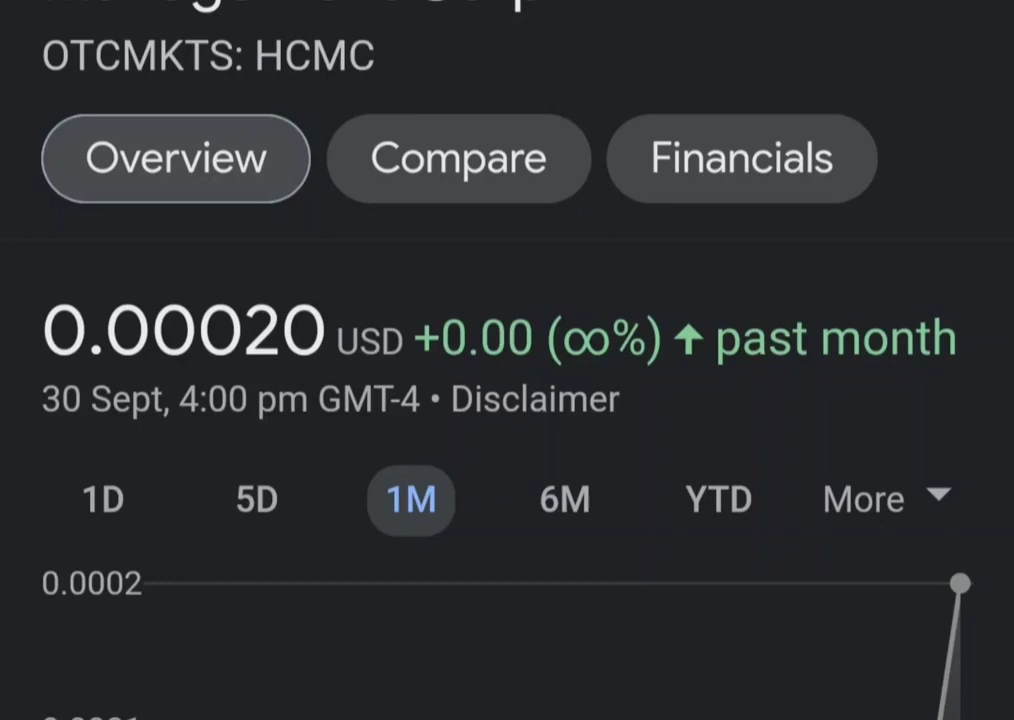 OTCMKTS: HCMC
Overview Compare Financials
0.00020 USD +0.00 (∞%) ↑ past month
30 Sept, 4:00 pm GMT-4 • Disclaimer
1D 5D 1M 6M YTD More
0.0002